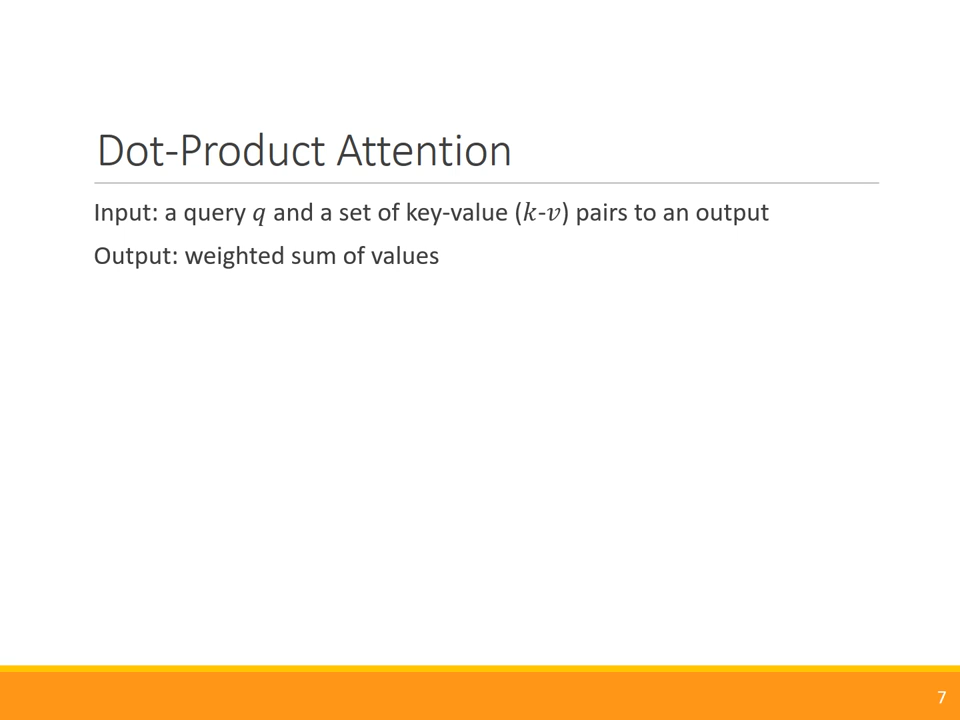 Dot-Product Attention
Input: a query 𝑞 and a set of key-value (𝑘-𝑣) pairs to an output
Output: weighted sum of values
7